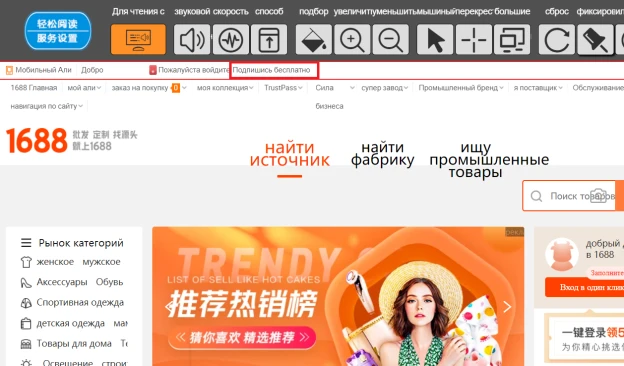 Для чтения с звуковой скорость способ подбор увеличить уменьшить мышиный перекрес большие сброс фиксировать
轻松阅读
服务设置
Мобильный Али Добро Пожалуйста войдите Подпишись бесплатно
1688 Главная мой али заказ на покупку 0 моя коллекция TrustPass Сила супер завод Промышленный бренд я поставщик Обслуживание
навигация по сайту бизнеса
1688 批发 定制 找源头
就上1688
найти
источник
найти
фабрику
ищу
промышленные
товары
Поиск товаров
Рынок категорий
женское мужское
Аксессуары Обувь
Спортивная одежда
детская одежда
Товары для дома
Освещение
TRENDY
LIST OF SELL LIKE HOT CAKES
推荐热销榜
猜你喜欢 精选推荐
добрый
в 1688
Заполните
Вход в один клик
一键登录领5
为你精心挑选